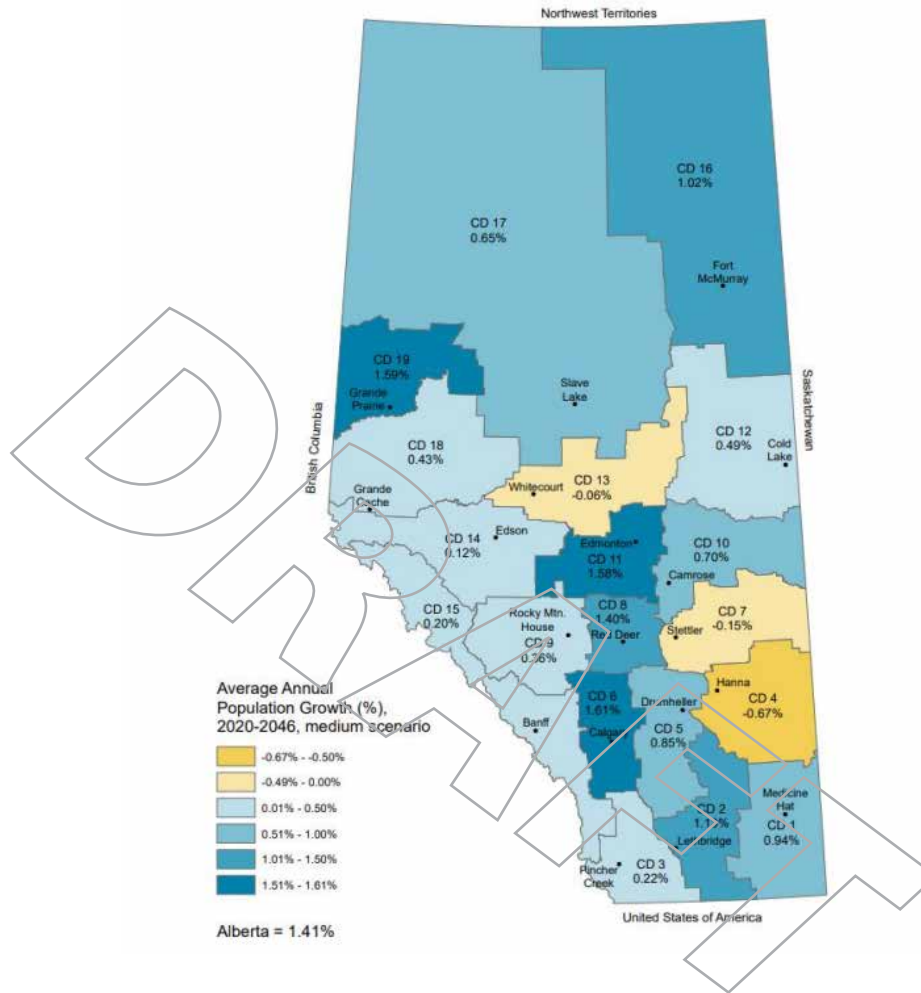 Northwest Territories
CD 16
1.02%
CD 17
0.65%
Fort
McMurray
CD 19
1.59%
Grande
Prairie
Slave
Lake
British Columbia
Saskatchewan
CD 12
0.49%
Cold
Lake
CD 18
0.43%
CD 13
-0.06%
Whitecourt
Grande
Cache
Edson
CD 14
0.12%
Edmonton
CD 11
1.58%
CD 10
0.70%
Camrose
CD 15
0.20%
Rocky Mtn.
House
CD 9
CD 8
1.40%
Red Deer
CD 7
-0.15%
Stettler
Hanna
CD 4
-0.67%
CD 6
1.61%
Calgary
Drumheller
CD 5
0.85%
Banff
Medicine
Hat
CD 1
0.94%
CD 2
Lethbridge
Pincher
Creek
CD 3
0.22%
United States of America
Average Annual
Population Growth (%),
2020-2046, medium scenario
-0.67% - -0.50%
-0.49% - 0.00%
0.01% - 0.50%
0.51% - 1.00%
1.01% - 1.50%
1.51% - 1.61%
Alberta = 1.41%
DRAFT